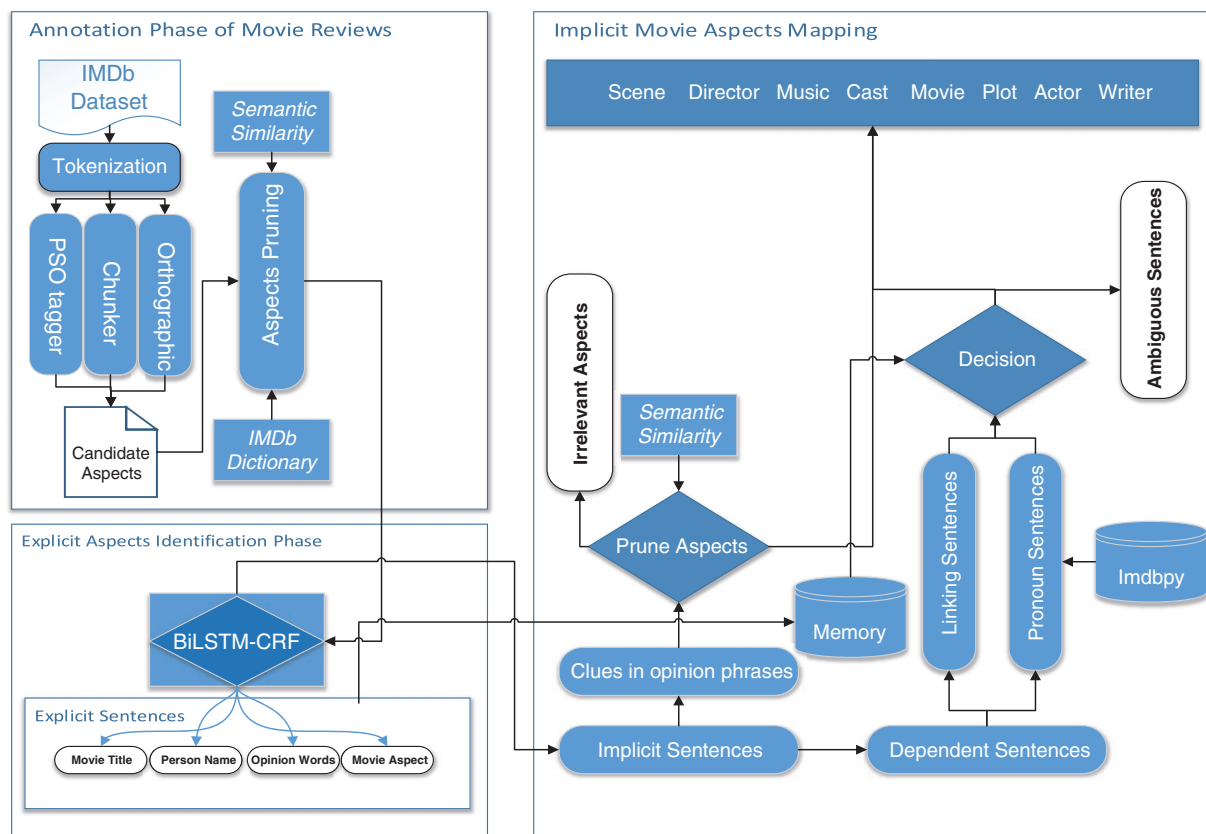 Annotation Phase of Movie Reviews
IMDb
Dataset
Tokenization
PSO tagger
Chunker
Orthographic
Candidate
Aspects
Semantic
Similarity
Aspects Pruning
IMDb
Dictionary
Explicit Aspects Identification Phase
BiLSTM-CRF
Explicit Sentences
Movie Title
Person Name
Opinion Words
Movie Aspect
Implicit Movie Aspects Mapping
Scene Director Music Cast Movie Plot Actor Writer
Irrelevant Aspects
Ambiguous Sentences
Semantic
Similarity
Decision
Prune Aspects
Linking Sentences
Pronoun Sentences
Imdbpy
Memory
Clues in opinion phrases
Implicit Sentences
Dependent Sentences